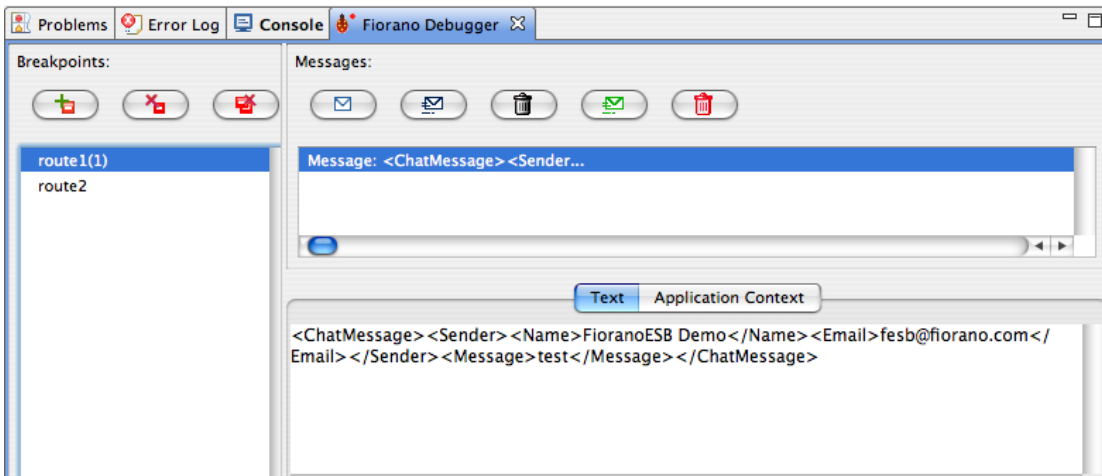 Problems Error Log Console Fiorano Debugger
Breakpoints:
Messages:
route1(1)
route2
Message: <ChatMessage><Sender...
Text Application Context
<ChatMessage><Sender><Name>FioranoESB Demo</Name><Email>fesb@fiorano.com</
Email></Sender><Message>test</Message></ChatMessage>